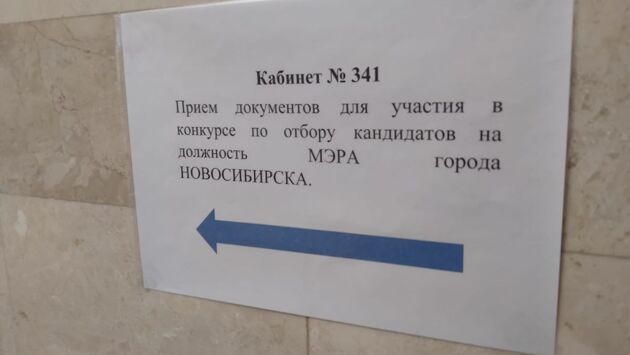 Кабинет № 341
Прием документов для участия в
конкурсе по отбору кандидатов на
должность МЭРА города
НОВОСИБИРСКА.